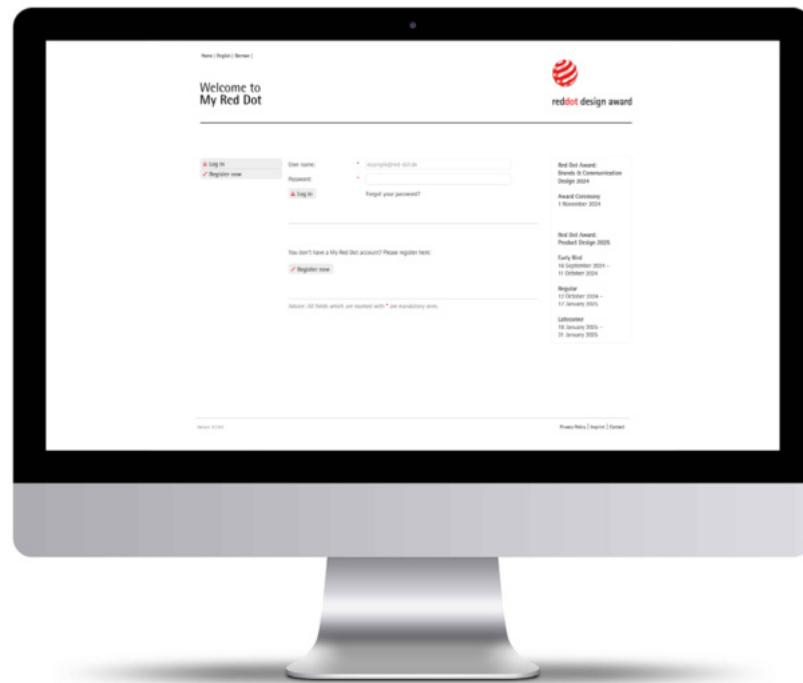 Home | English | German |
Welcome to
My Red Dot
reddot design award
Log in
Register now
User name: * example@red-dot.de
Password: *
Log in
Forgot your password?
You don't have a My Red Dot account? Please register here:
Register now
Advice: All fields which are marked with * are mandatory ones.
Red Dot Award:
Brands & Communication
Design 2024
Award Ceremony
1 November 2024
Red Dot Award:
Product Design 2025
Early Bird
16 September 2024 –
11 October 2024
Regular
12 October 2024 –
17 January 2025
Latecomer
18 January 2025 –
31 January 2025
Privacy Policy | Imprint | Contact